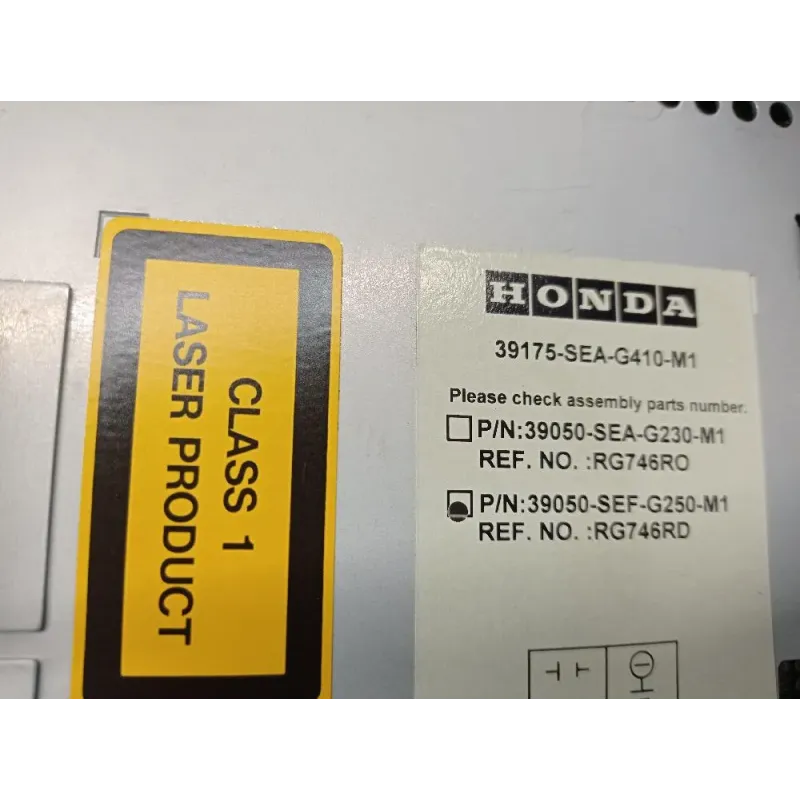 CLASS 1
LASER PRODUCT
HONDA
39175-SEA-G410-M1
Please check assembly parts number.
P/N:39050-SEA-G230-M1
REF. NO. :RG746RO
P/N:39050-SEF-G250-M1
REF. NO. :RG746RD